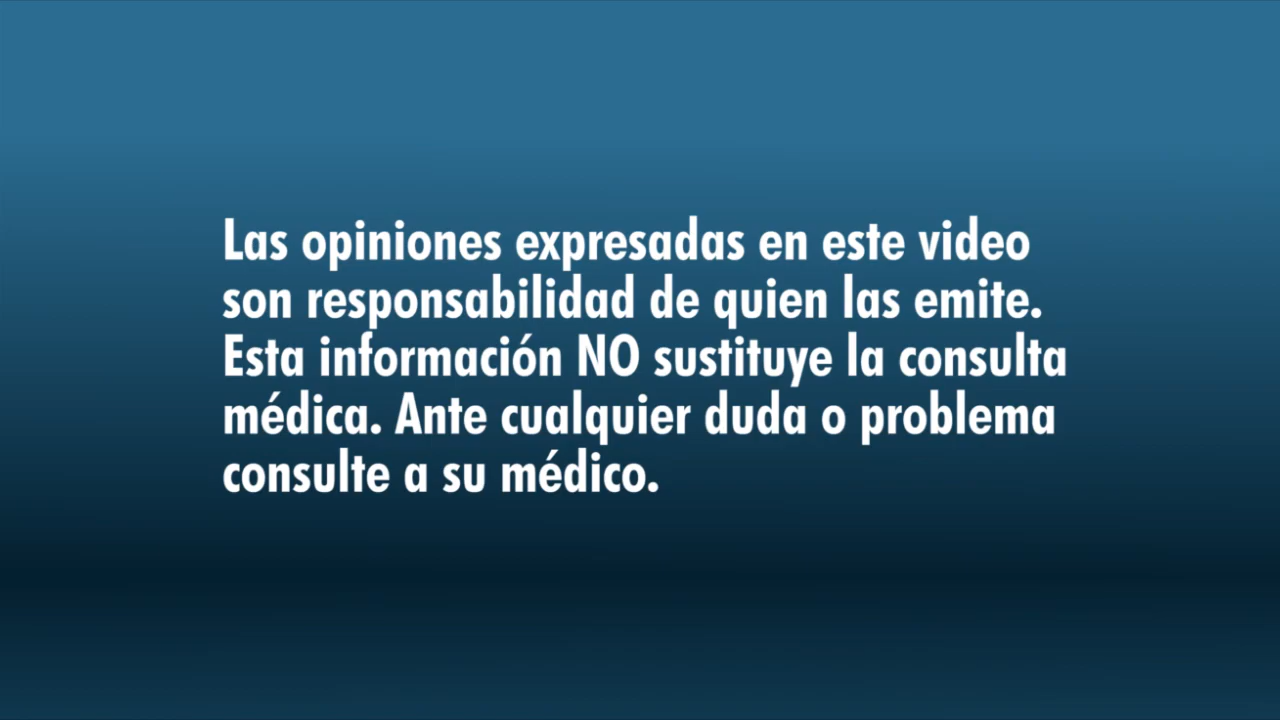 Las opiniones expresadas en este video
son responsabilidad de quien las emite.
Esta información NO sustituye la consulta
médica. Ante cualquier duda o problema
consulte a su médico.